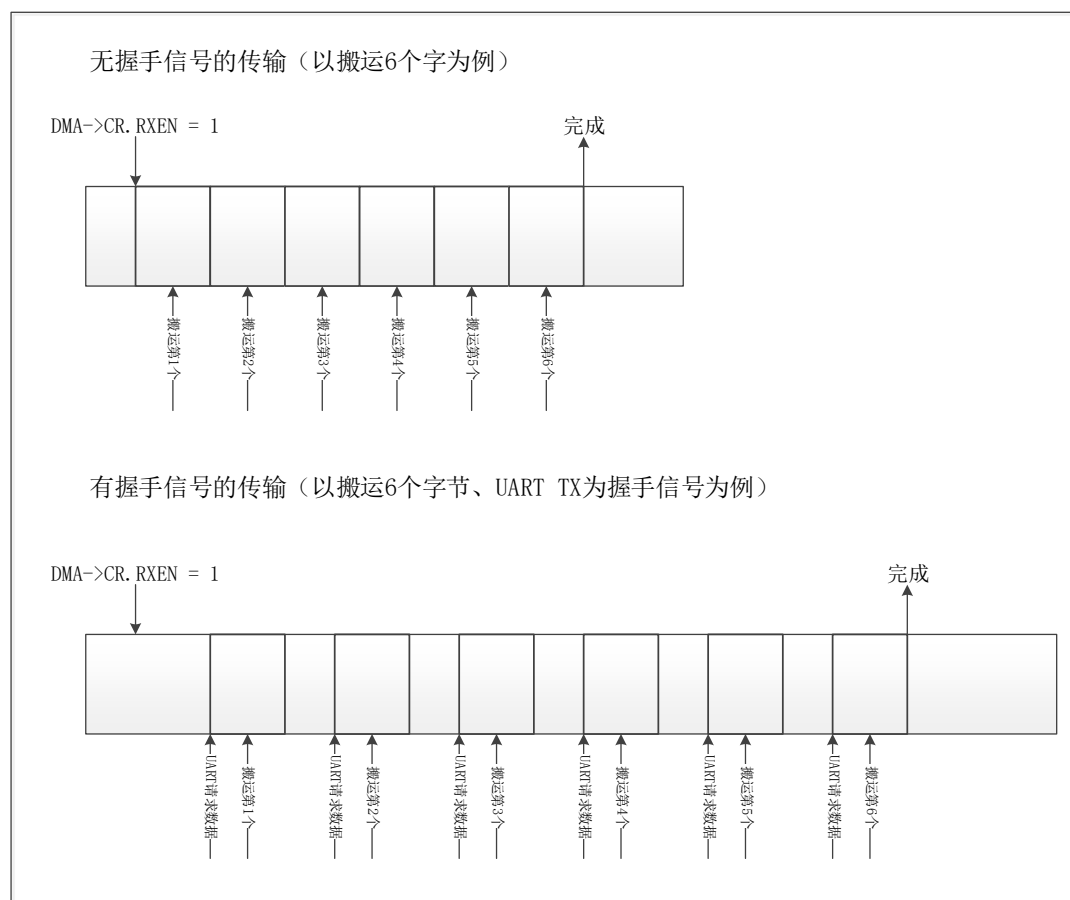 无握手信号的传输（以搬运6个字为例）
DMA->CR.RXEN = 1
完成
搬运第1个
搬运第2个
搬运第3个
搬运第4个
搬运第5个
搬运第6个
有握手信号的传输（以搬运6个字节、UART TX为握手信号为例）
DMA->CR.RXEN = 1
完成
UART请求数据
搬运第1个
UART请求数据
搬运第2个
UART请求数据
搬运第3个
UART请求数据
搬运第4个
UART请求数据
搬运第5个
UART请求数据
搬运第6个